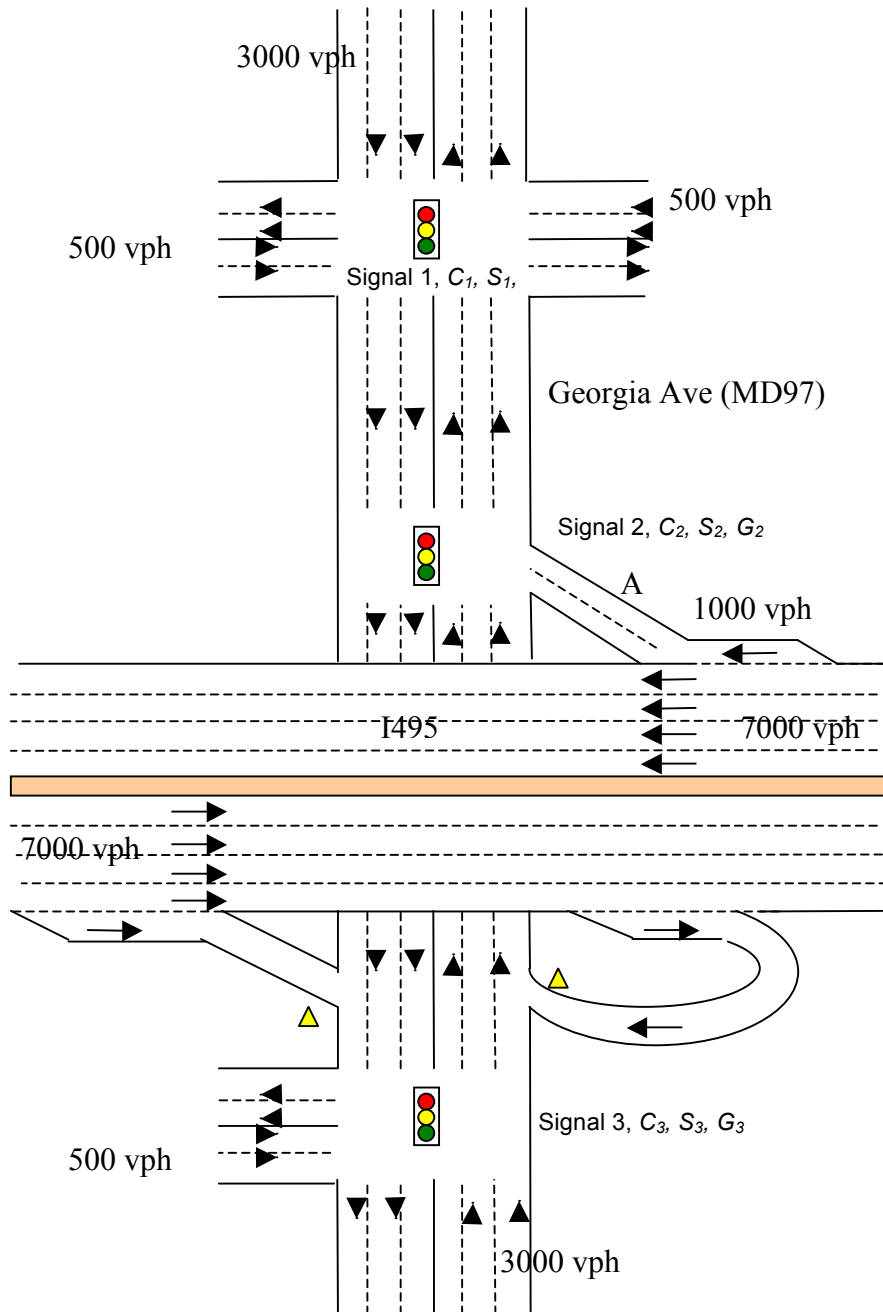 3000 vph
500 vph
500 vph
Signal 1, C1, S1,
Georgia Ave (MD97)
Signal 2, C2, S2, G2
A
1000 vph
I495
7000 vph
7000 vph
Signal 3, C3, S3, G3
500 vph
3000 vph